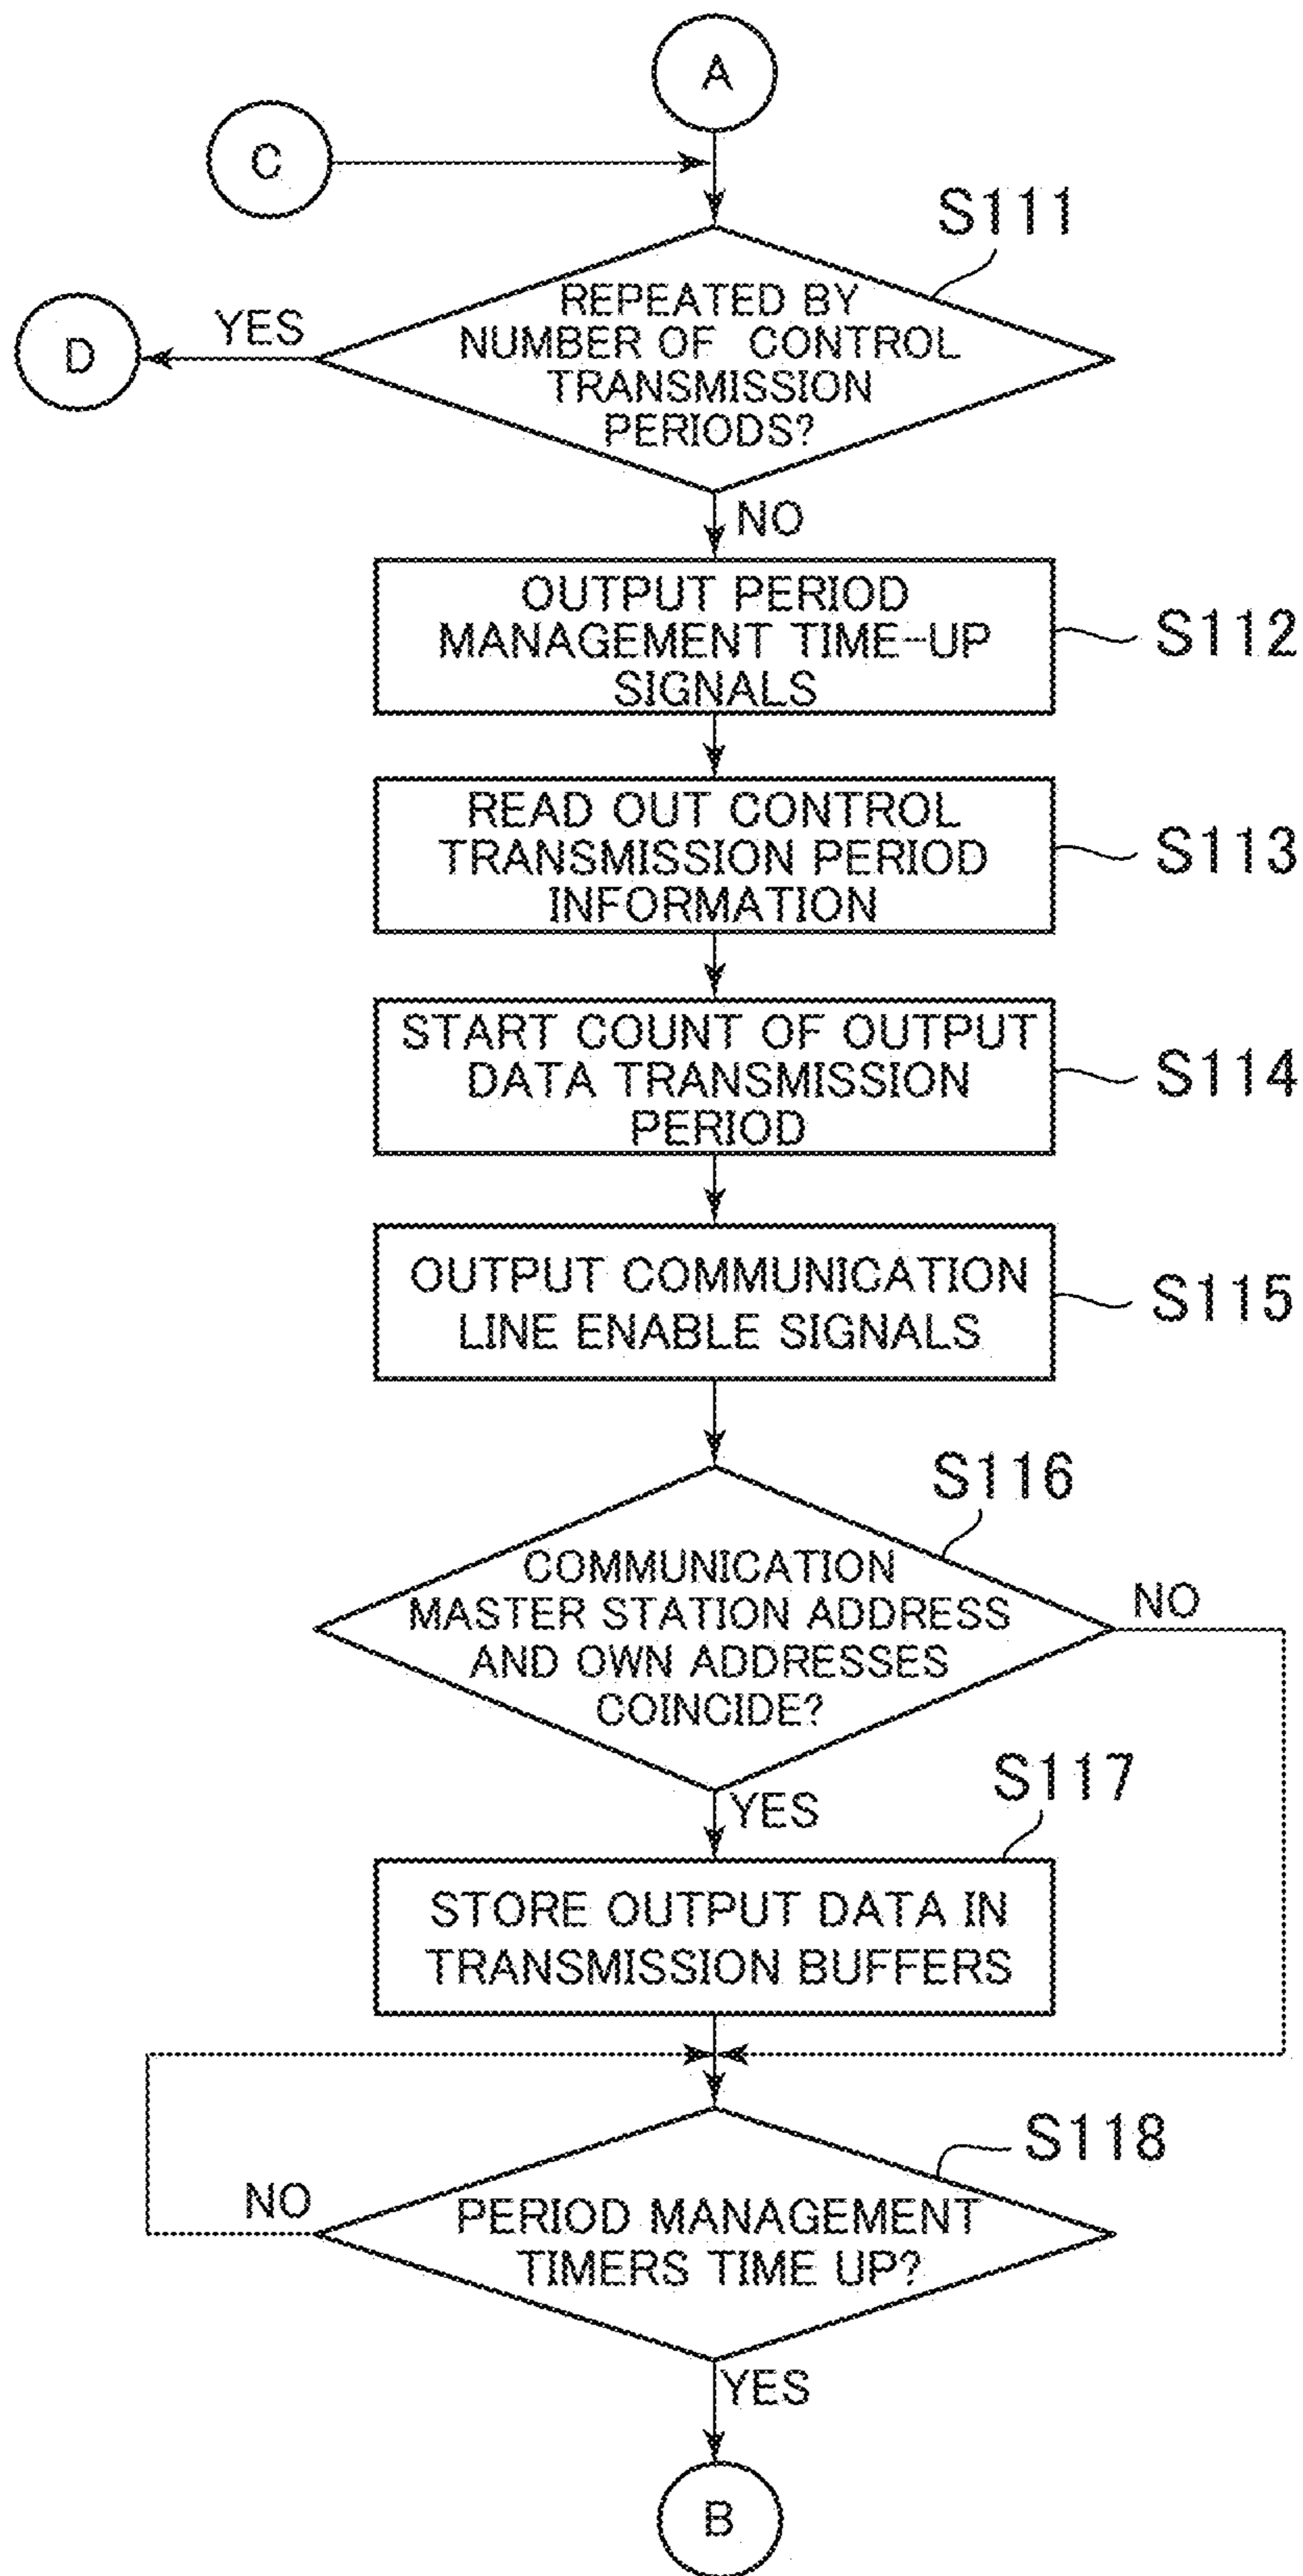 A
C
S111
REPEATED BY
NUMBER OF CONTROL
TRANSMISSION
PERIODS?
YES
D
NO
OUTPUT PERIOD
MANAGEMENT TIME-UP
SIGNALS
S112
READ OUT CONTROL
TRANSMISSION PERIOD
INFORMATION
S113
START COUNT OF OUTPUT
DATA TRANSMISSION
PERIOD
S114
OUTPUT COMMUNICATION
LINE ENABLE SIGNALS
S115
S116
COMMUNICATION
MASTER STATION ADDRESS
AND OWN ADDRESSES
COINCIDE?
NO
YES
S117
STORE OUTPUT DATA IN
TRANSMISSION BUFFERS
S118
PERIOD MANAGEMENT
TIMERS TIME UP?
NO
YES
B